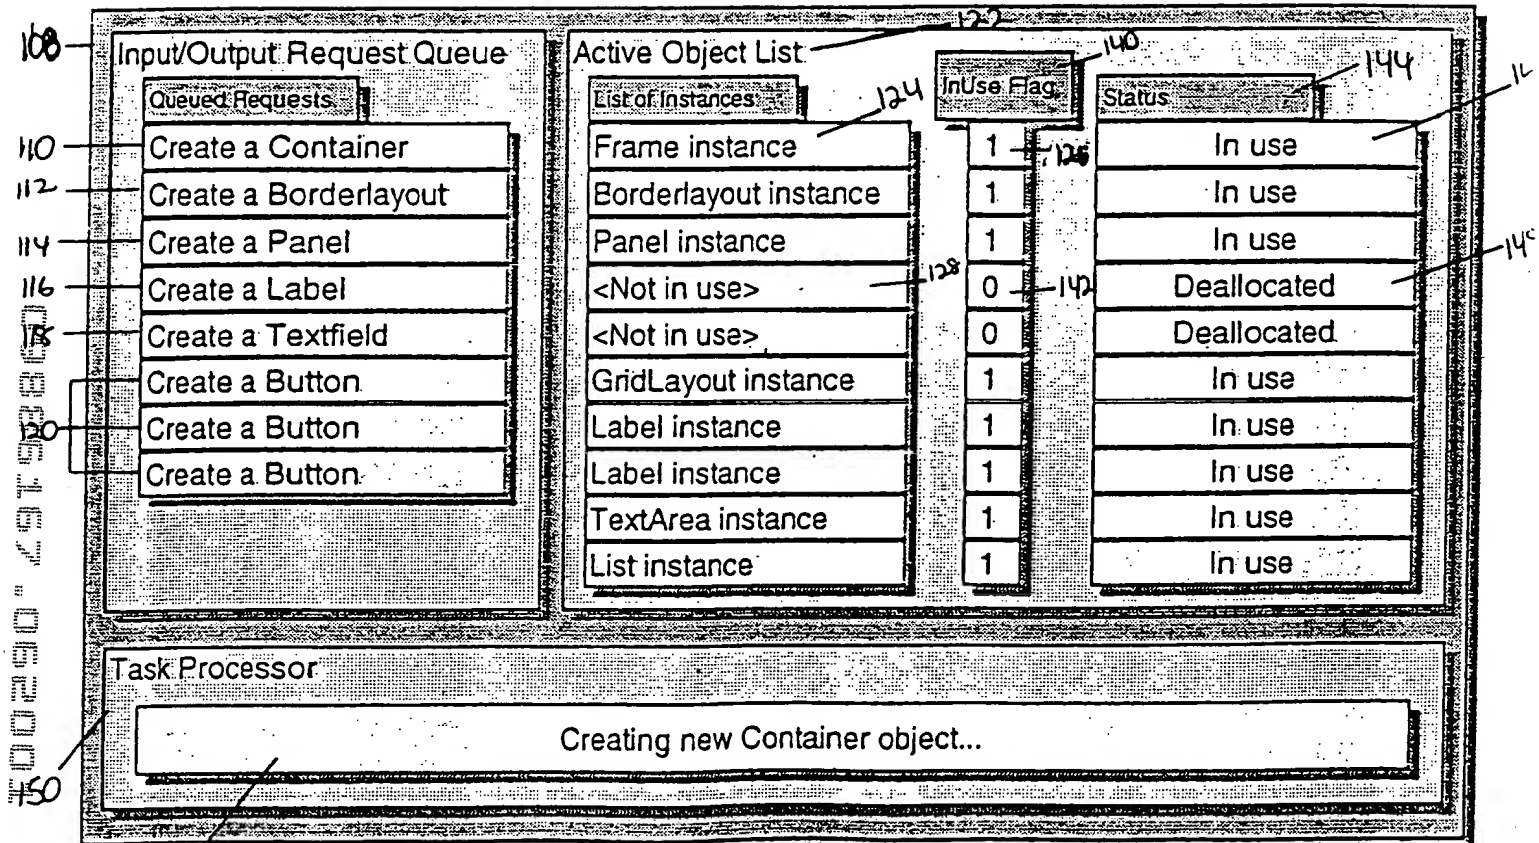 108
Input/Output Request Queue
Queued Requests
110
Create a Container
112
Create a Borderlayout
114
Create a Panel
116
Create a Label
Create a Textfield
120
Create a Button
Create a Button
Create a Button
122
Active Object List
List of Instances
124
Frame instance
Borderlayout instance
Panel instance
<Not in use>
128
<Not in use>
GridLayout instance
Label instance
Label instance
TextArea instance
List instance
140
InUse Flag
1
1
1
0
142
0
1
1
1
1
1
144
Status
In use
In use
In use
Deallocated
Deallocated
In use
In use
In use
In use
In use
150
Task Processor
Creating new Container object...